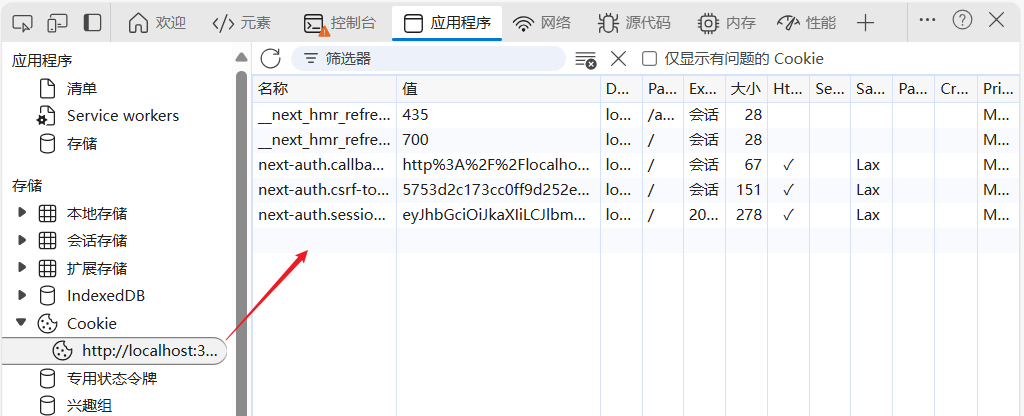 欢迎 元素 控制台 应用程序 网络 源代码 内存 性能
应用程序
清单
Service workers
存储
存储
本地存储
会话存储
扩展存储
IndexedDB
Cookie
http://localhost:3...
专用状态令牌
兴趣组
筛选器 仅显示有问题的 Cookie
名称 值 D... Pa... Ex... 大小 Ht... Se... Sa... Pa... Cr... Pri...
__next_hmr_refre... 435 lo... /a... 会话 28 M...
__next_hmr_refre... 700 lo... / 会话 28 M...
next-auth.callba... http%3A%2F%2Flocalho... lo... / 会话 67 ✓ Lax M...
next-auth.csrf-to... 5753d2c173cc0ff9d252e... lo... / 会话 151 ✓ Lax M...
next-auth.sessio... eyJhbGciOiJkaXIiLCJlbm... lo... / 20... 278 ✓ Lax M...